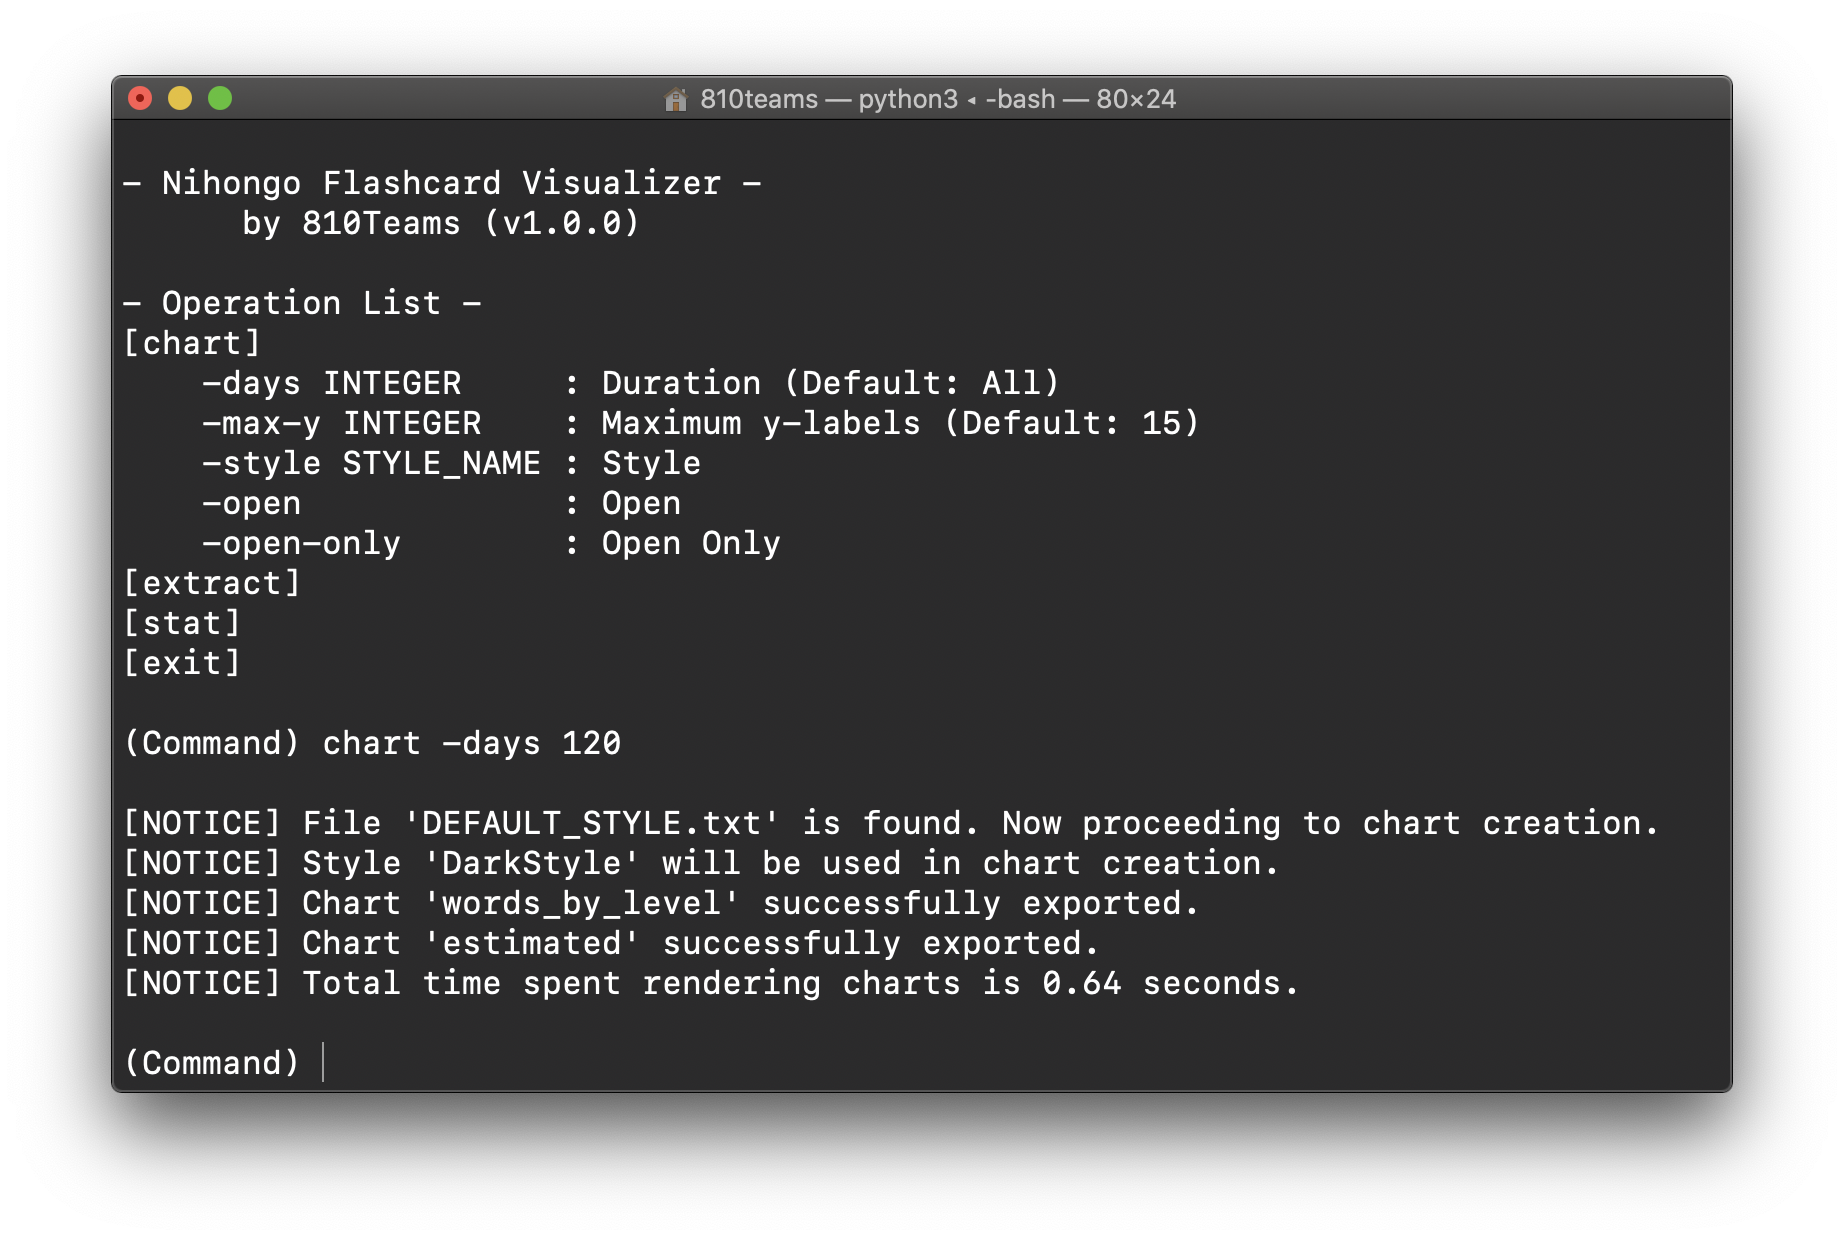 810teams — python3 ◂ -bash — 80×24
- Nihongo Flashcard Visualizer -
      by 810Teams (v1.0.0)

- Operation List -
[chart]
    -days INTEGER     : Duration (Default: All)
    -max-y INTEGER    : Maximum y-labels (Default: 15)
    -style STYLE_NAME : Style
    -open             : Open
    -open-only        : Open Only
[extract]
[stat]
[exit]

(Command) chart -days 120

[NOTICE] File 'DEFAULT_STYLE.txt' is found. Now proceeding to chart creation.
[NOTICE] Style 'DarkStyle' will be used in chart creation.
[NOTICE] Chart 'words_by_level' successfully exported.
[NOTICE] Chart 'estimated' successfully exported.
[NOTICE] Total time spent rendering charts is 0.64 seconds.

(Command)